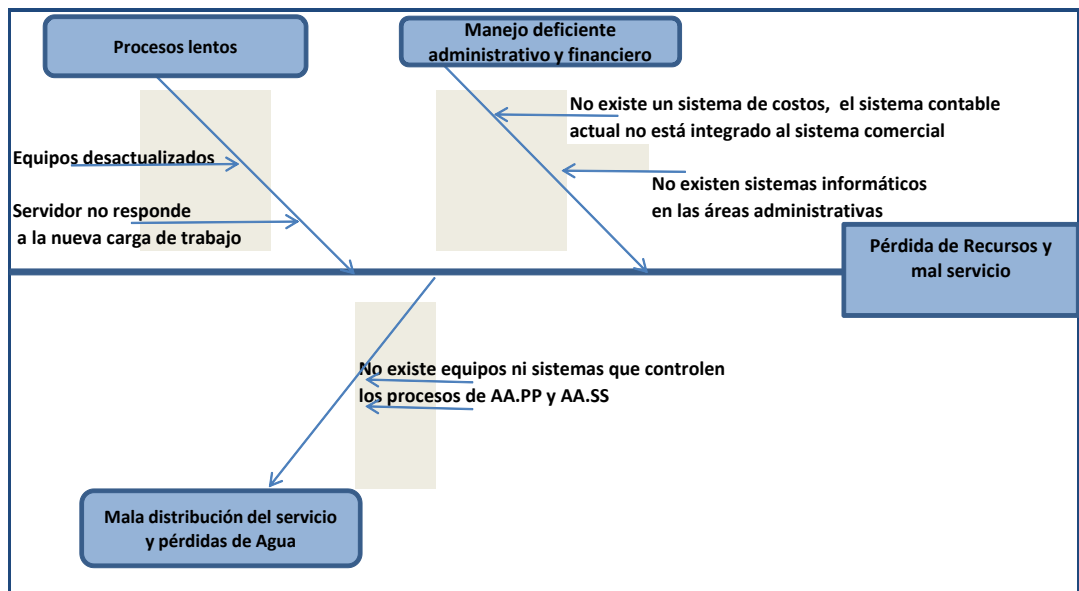 Procesos lentos
Manejo deficiente
administrativo y financiero
No existe un sistema de costos, el sistema contable
actual no está integrado al sistema comercial
Equipos desactualizados
No existen sistemas informáticos
en las áreas administrativas
Servidor no responde
a la nueva carga de trabajo
Pérdida de Recursos y
mal servicio
No existe equipos ni sistemas que controlen
los procesos de AA.PP y AA.SS
Mala distribución del servicio
y pérdidas de Agua